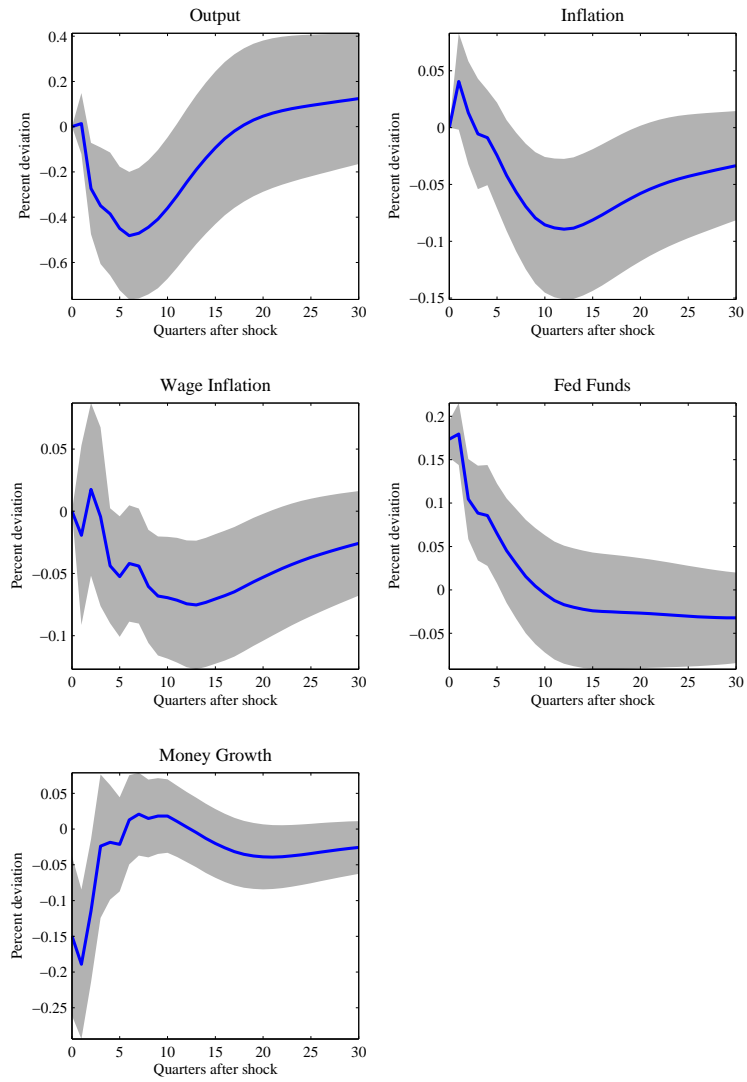 Output
Percent deviation
0.4
0.2
0
−0.2
−0.4
−0.6
0 5 10 15 20 25 30
Quarters after shock
Inflation
Percent deviation
0.05
0
−0.05
−0.1
−0.15
0 5 10 15 20 25 30
Quarters after shock
Wage Inflation
Percent deviation
0.05
0
−0.05
−0.1
0 5 10 15 20 25 30
Quarters after shock
Fed Funds
Percent deviation
0.2
0.15
0.1
0.05
0
−0.05
0 5 10 15 20 25 30
Quarters after shock
Money Growth
Percent deviation
0.05
0
−0.05
−0.1
−0.15
−0.2
−0.25
0 5 10 15 20 25 30
Quarters after shock